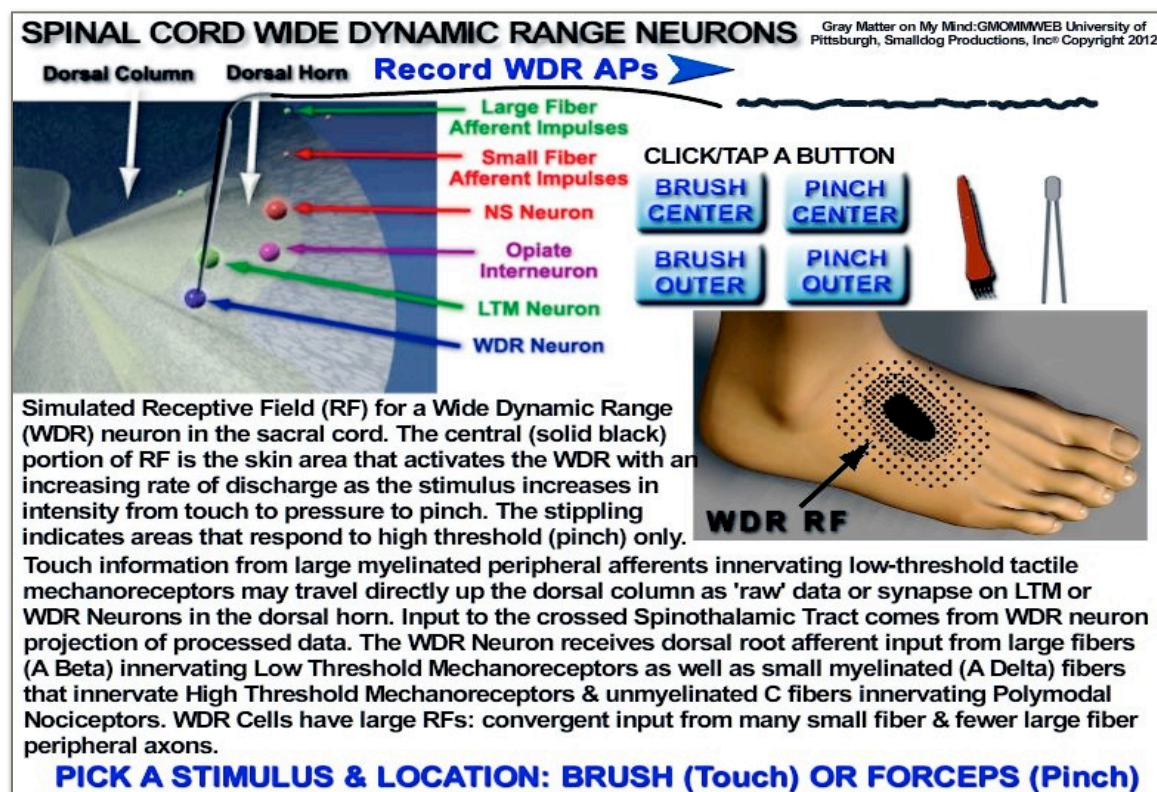 SPINAL CORD WIDE DYNAMIC RANGE NEURONS
Gray Matter on My Mind:GMOMMWEB University of
Pittsburgh, Smalldog Productions, Inc® Copyright 2012
Dorsal Column
Dorsal Horn
Record WDR APs
Large Fiber
Afferent Impulses
Small Fiber
Afferent Impulses
NS Neuron
Opiate
Interneuron
LTM Neuron
WDR Neuron
CLICK/TAP A BUTTON
BRUSH
CENTER
PINCH
CENTER
BRUSH
OUTER
PINCH
OUTER
WDR RF
Simulated Receptive Field (RF) for a Wide Dynamic Range
(WDR) neuron in the sacral cord. The central (solid black)
portion of RF is the skin area that activates the WDR with an
increasing rate of discharge as the stimulus increases in
intensity from touch to pressure to pinch. The stippling
indicates areas that respond to high threshold (pinch) only.
Touch information from large myelinated peripheral afferents innervating low-threshold tactile
mechanoreceptors may travel directly up the dorsal column as 'raw' data or synapse on LTM or
WDR Neurons in the dorsal horn. Input to the crossed Spinothalamic Tract comes from WDR neuron
projection of processed data. The WDR Neuron receives dorsal root afferent input from large fibers
(A Beta) innervating Low Threshold Mechanoreceptors as well as small myelinated (A Delta) fibers
that innervate High Threshold Mechanoreceptors & unmyelinated C fibers innervating Polymodal
Nociceptors. WDR Cells have large RFs: convergent input from many small fiber & fewer large fiber
peripheral axons.
PICK A STIMULUS & LOCATION: BRUSH (Touch) OR FORCEPS (Pinch)